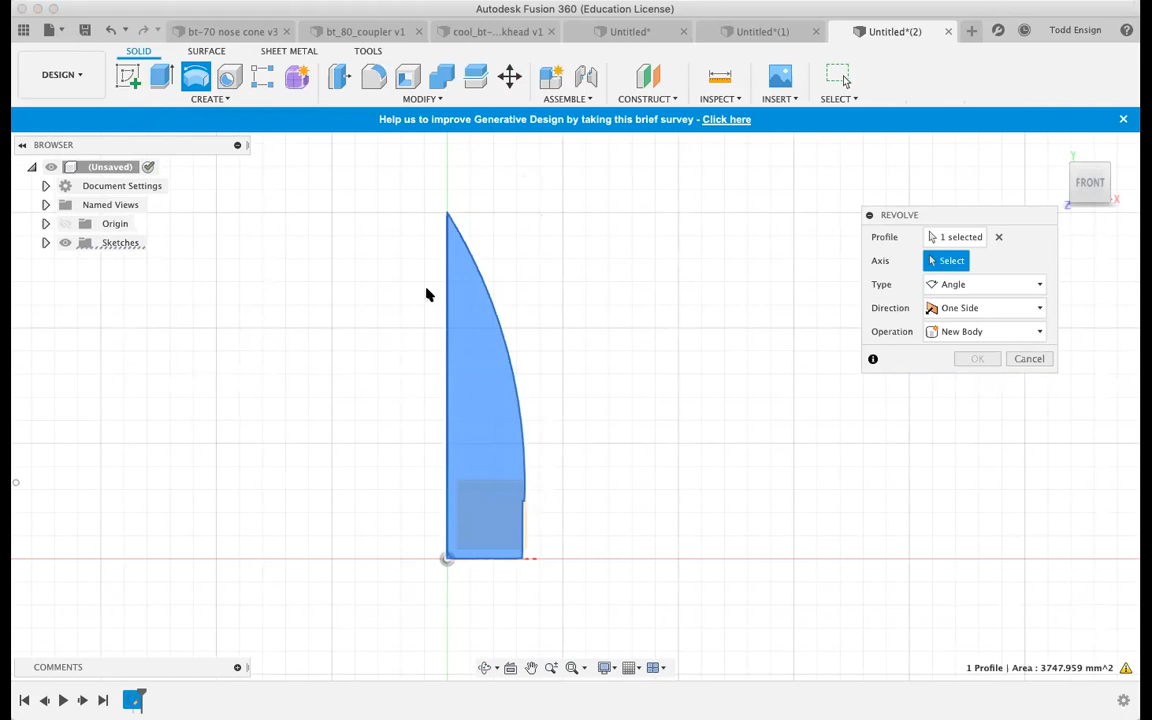 Autodesk Fusion 360 (Education License)
bt-70 nose cone v3
bt_80_coupler v1
cool_bt-...khead v1
Untitled*
Untitled*(1)
Untitled*(2)
Todd Ensign
SOLID SURFACE SHEET METAL TOOLS
DESIGN
CREATE MODIFY ASSEMBLE CONSTRUCT INSPECT INSERT SELECT
Help us to improve Generative Design by taking this brief survey - Click here
BROWSER
(Unsaved)
Document Settings
Named Views
Origin
Sketches
Y
FRONT
Z X
REVOLVE
Profile 1 selected
Axis Select
Type Angle
Direction One Side
Operation New Body
OK Cancel
COMMENTS
1 Profile | Area : 3747.959 mm^2